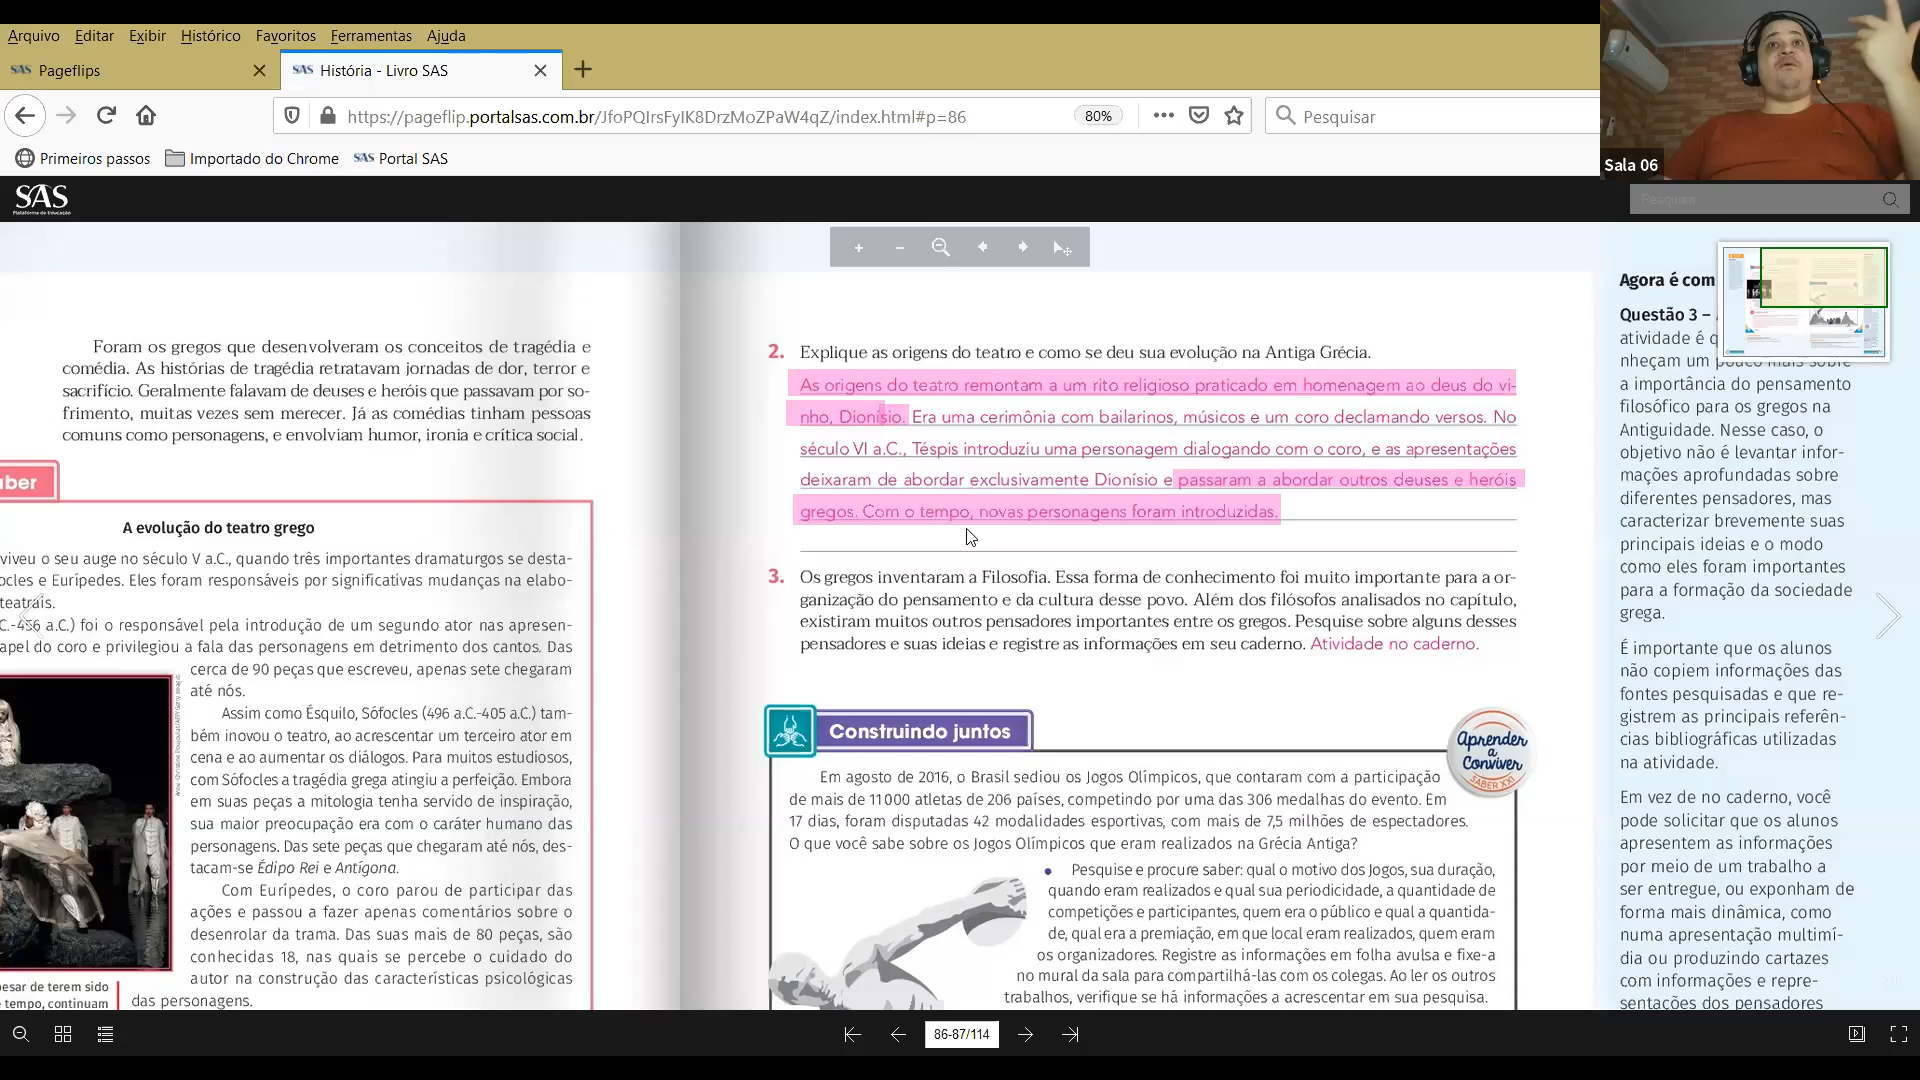 Arquivo Editar Exibir Histórico Favoritos Ferramentas Ajuda
SAS Pageflips
SAS História - Livro SAS
https://pageflip.portalsas.com.br/JfoPQIrsFyIK8DrzMoZPaW4qZ/index.html#p=86
80%
Pesquisar
Primeiros passos Importado do Chrome SAS Portal SAS
Sala 06
SAS
Plataforma de Educação
Pesquisa
Foram os gregos que desenvolveram os conceitos de tragédia e
comédia. As histórias de tragédia retratavam jornadas de dor, terror e
sacrifício. Geralmente falavam de deuses e heróis que passavam por so-
frimento, muitas vezes sem merecer. Já as comédias tinham pessoas
comuns como personagens, e envolviam humor, ironia e crítica social.
ber
A evolução do teatro grego
viveu o seu auge no século V a.C., quando três importantes dramaturgos se desta-
ocles e Eurípedes. Eles foram responsáveis por significativas mudanças na elabo-
teatrais.
C.-456 a.C.) foi o responsável pela introdução de um segundo ator nas apresen-
apel do coro e privilegiou a fala das personagens em detrimento dos cantos. Das
cerca de 90 peças que escreveu, apenas sete chegaram
até nós.
Assim como Ésquilo, Sófocles (496 a.C.-405 a.C.) tam-
bém inovou o teatro, ao acrescentar um terceiro ator em
cena e ao aumentar os diálogos. Para muitos estudiosos,
com Sófocles a tragédia grega atingiu a perfeição. Embora
em suas peças a mitologia tenha servido de inspiração,
sua maior preocupação era com o caráter humano das
personagens. Das sete peças que chegaram até nós, des-
tacam-se Édipo Rei e Antígona.
Com Eurípedes, o coro parou de participar das
ações e passou a fazer apenas comentários sobre o
desenrolar da trama. Das suas mais de 80 peças, são
conhecidas 18, nas quais se percebe o cuidado do
autor na construção das características psicológicas
das personagens.
pesar de terem sido
tempo, continuam
2. Explique as origens do teatro e como se deu sua evolução na Antiga Grécia.
As origens do teatro remontam a um rito religioso praticado em homenagem ao deus do vi-
nho, Dionísio. Era uma cerimônia com bailarinos, músicos e um coro declamando versos. No
século VI a.C., Téspis introduziu uma personagem dialogando com o coro, e as apresentações
deixaram de abordar exclusivamente Dionísio e passaram a abordar outros deuses e heróis
gregos. Com o tempo, novas personagens foram introduzidas.
3. Os gregos inventaram a Filosofia. Essa forma de conhecimento foi muito importante para a or-
ganização do pensamento e da cultura desse povo. Além dos filósofos analisados no capítulo,
existiram muitos outros pensadores importantes entre os gregos. Pesquise sobre alguns desses
pensadores e suas ideias e registre as informações em seu caderno. Atividade no caderno.
Construindo juntos
Aprender
a
Conviver
SABER XXI
Em agosto de 2016, o Brasil sediou os Jogos Olímpicos, que contaram com a participação
de mais de 11000 atletas de 206 países, competindo por uma das 306 medalhas do evento. Em
17 dias, foram disputadas 42 modalidades esportivas, com mais de 7,5 milhões de espectadores.
O que você sabe sobre os Jogos Olímpicos que eram realizados na Grécia Antiga?
• Pesquise e procure saber: qual o motivo dos Jogos, sua duração,
quando eram realizados e qual sua periodicidade, a quantidade de
competições e participantes, quem era o público e qual a quantida-
de, qual era a premiação, em que local eram realizados, quem eram
os organizadores. Registre as informações em folha avulsa e fixe-a
no mural da sala para compartilhá-las com os colegas. Ao ler os outros
trabalhos, verifique se há informações a acrescentar em sua pesquisa.
Agora é com
Questão 3 –
atividade é q
nheçam um pouco mais sobre
a importância do pensamento
filosófico para os gregos na
Antiguidade. Nesse caso, o
objetivo não é levantar infor-
mações aprofundadas sobre
diferentes pensadores, mas
caracterizar brevemente suas
principais ideias e o modo
como eles foram importantes
para a formação da sociedade
grega.
É importante que os alunos
não copiem informações das
fontes pesquisadas e que re-
gistrem as principais referên-
cias bibliográficas utilizadas
na atividade.
Em vez de no caderno, você
pode solicitar que os alunos
apresentem as informações
por meio de um trabalho a
ser entregue, ou exponham de
forma mais dinâmica, como
numa apresentação multimí-
dia ou produzindo cartazes
com informações e repre-
sentações dos pensadores
86-87/114